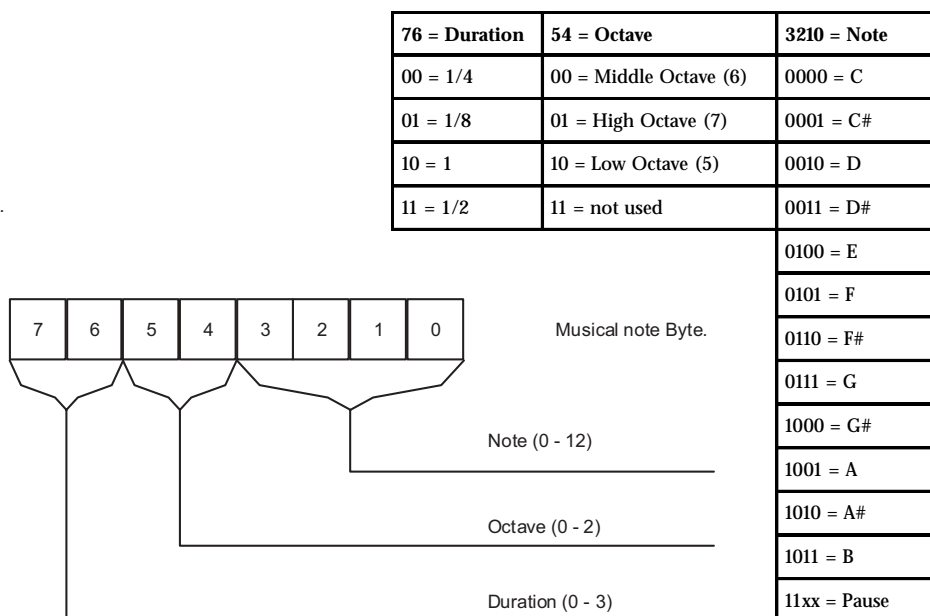 76 = Duration 54 = Octave 3210 = Note
00 = 1/4 00 = Middle Octave (6) 0000 = C
01 = 1/8 01 = High Octave (7) 0001 = C#
10 = 1 10 = Low Octave (5) 0010 = D
11 = 1/2 11 = not used 0011 = D#
.
0100 = E
0101 = F
7 6 5 4 3 2 1 0 Musical note Byte.
0110 = F#
0111 = G
1000 = G#
Note (0 - 12)
1001 = A
1010 = A#
Octave (0 - 2)
1011 = B
Duration (0 - 3) 11xx = Pause